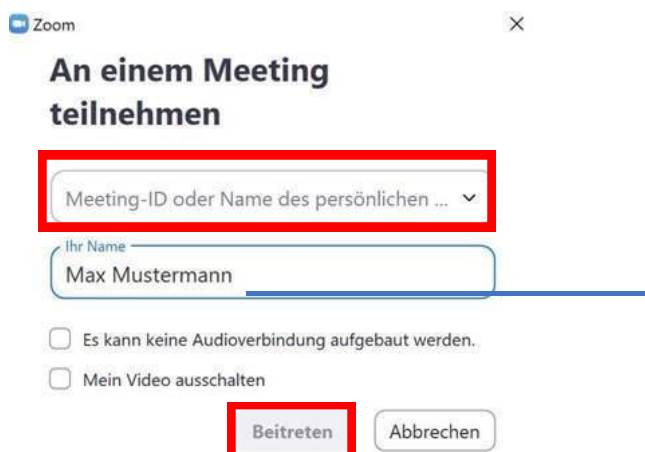 Zoom
An einem Meeting
teilnehmen
Meeting-ID oder Name des persönlichen ...
Ihr Name
Max Mustermann
Es kann keine Audioverbindung aufgebaut werden.
Mein Video ausschalten
Beitreten Abbrechen